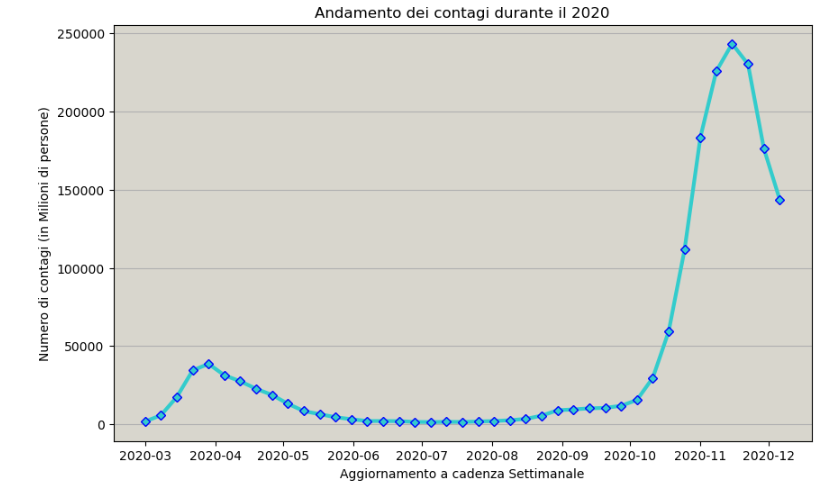 Andamento dei contagi durante il 2020
Numero di contagi (in Milioni di persone)
250000
200000
150000
100000
50000
0
2020-03 2020-04 2020-05 2020-06 2020-07 2020-08 2020-09 2020-10 2020-11 2020-12
Aggiornamento a cadenza Settimanale